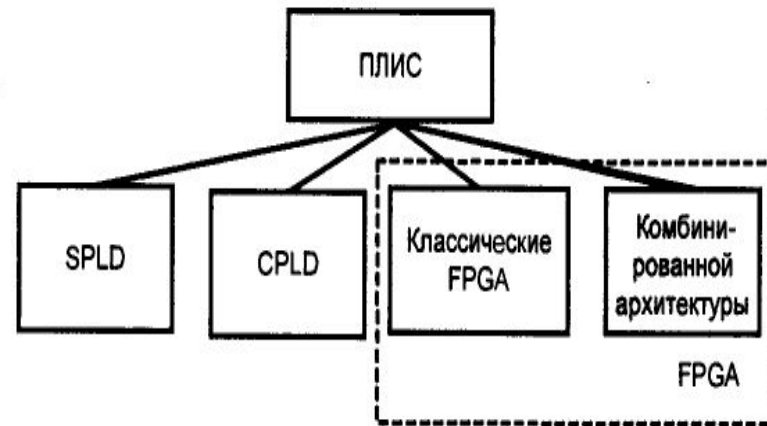 ПЛИС
SPLD
CPLD
Классические
FPGA
Комбини-
рованной
архитектуры
FPGA